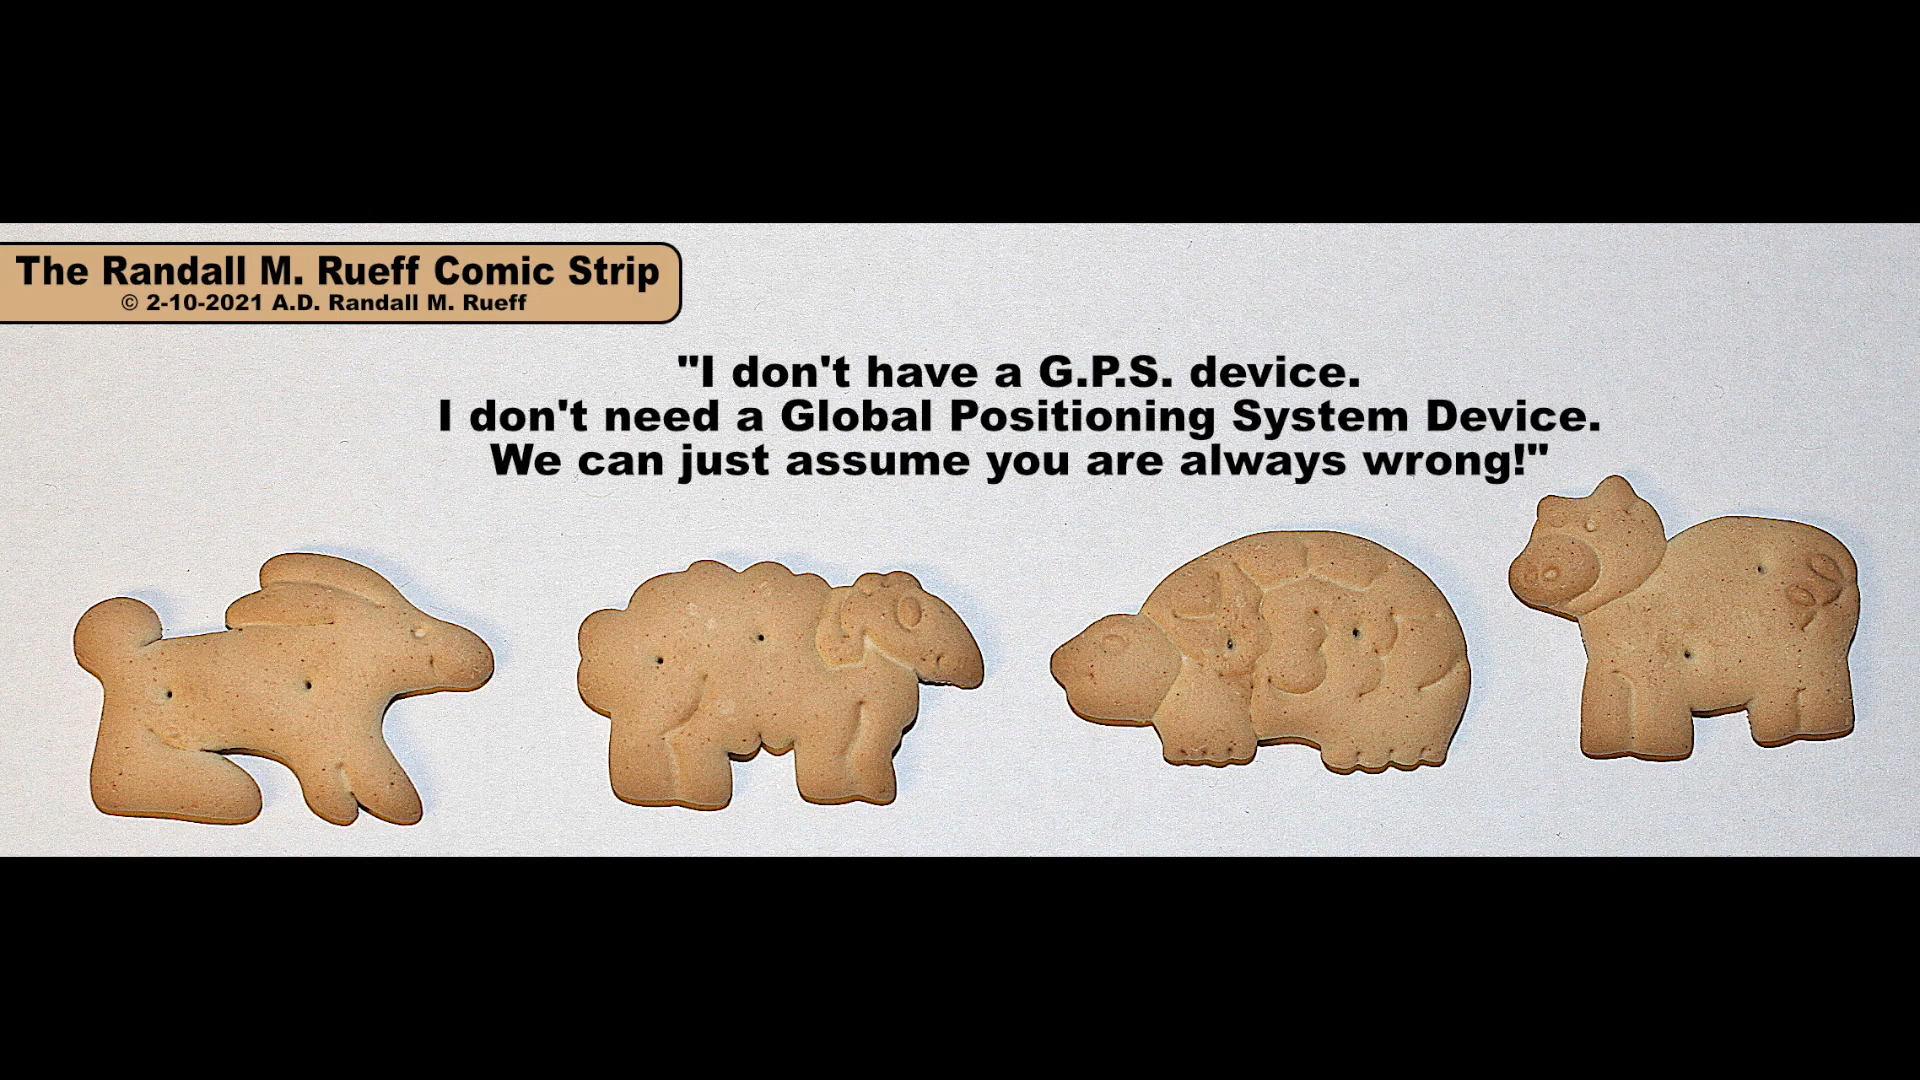 The Randall M. Rueff Comic Strip
© 2-10-2021 A.D. Randall M. Rueff
"I don't have a G.P.S. device.
I don't need a Global Positioning System Device.
We can just assume you are always wrong!"